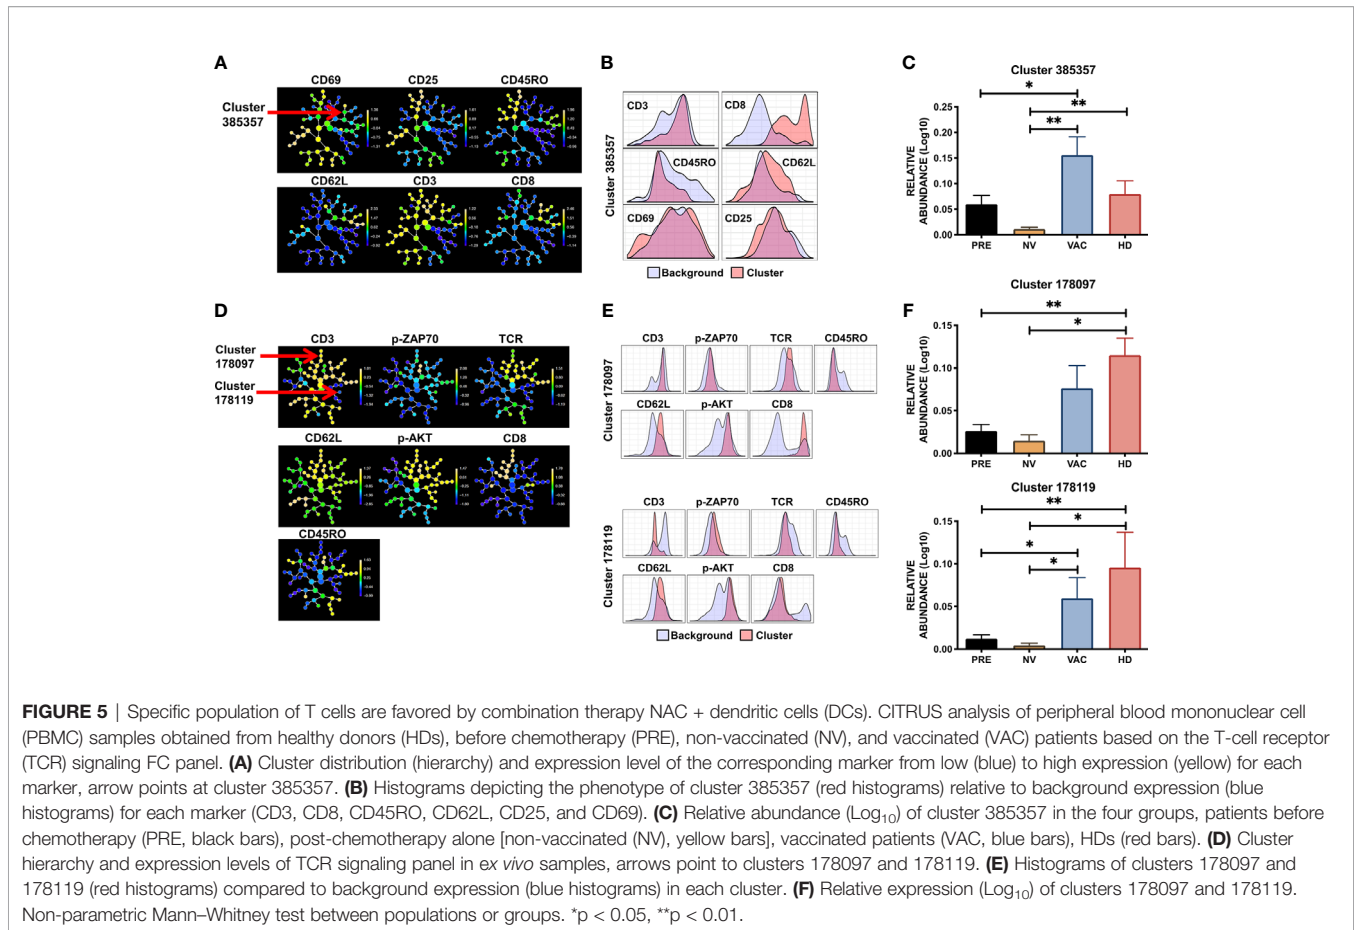 A
CD69
CD25
CD45RO
Cluster
385357
CD62L
CD3
CD8
B
CD3
CD8
CD45RO
CD62L
CD69
CD25
Cluster 385357
Background
Cluster
C
Cluster 385357
RELATIVE
ABUNDANCE (Log10)
0.25
0.20
0.15
0.10
0.05
0.00
*
**
**
PRE
NV
VAC
HD
D
CD3
p-ZAP70
TCR
Cluster
178097
Cluster
178119
CD62L
p-AKT
CD8
CD45RO
E
CD3
p-ZAP70
TCR
CD45RO
CD62L
p-AKT
CD8
Cluster 178097
CD3
p-ZAP70
TCR
CD45RO
CD62L
p-AKT
CD8
Cluster 178119
Background
Cluster
F
Cluster 178097
RELATIVE
ABUNDANCE (Log10)
0.15
0.10
0.05
0.00
**
*
PRE
NV
VAC
HD
Cluster 178119
RELATIVE
ABUNDANCE (Log10)
0.15
0.10
0.05
0.00
**
*
*
*
PRE
NV
VAC
HD
FIGURE 5 | Specific population of T cells are favored by combination therapy NAC + dendritic cells (DCs). CITRUS analysis of peripheral blood mononuclear cell
(PBMC) samples obtained from healthy donors (HDs), before chemotherapy (PRE), non-vaccinated (NV), and vaccinated (VAC) patients based on the T-cell receptor
(TCR) signaling FC panel. (A) Cluster distribution (hierarchy) and expression level of the corresponding marker from low (blue) to high expression (yellow) for each
marker, arrow points at cluster 385357. (B) Histograms depicting the phenotype of cluster 385357 (red histograms) relative to background expression (blue
histograms) for each marker (CD3, CD8, CD45RO, CD62L, CD25, and CD69). (C) Relative abundance (Log10) of cluster 385357 in the four groups, patients before
chemotherapy (PRE, black bars), post-chemotherapy alone [non-vaccinated (NV), yellow bars], vaccinated patients (VAC, blue bars), HDs (red bars). (D) Cluster
hierarchy and expression levels of TCR signaling panel in ex vivo samples, arrows point to clusters 178097 and 178119. (E) Histograms of clusters 178097 and
178119 (red histograms) compared to background expression (blue histograms) in each cluster. (F) Relative expression (Log10) of clusters 178097 and 178119.
Non-parametric Mann–Whitney test between populations or groups. *p < 0.05, **p < 0.01.